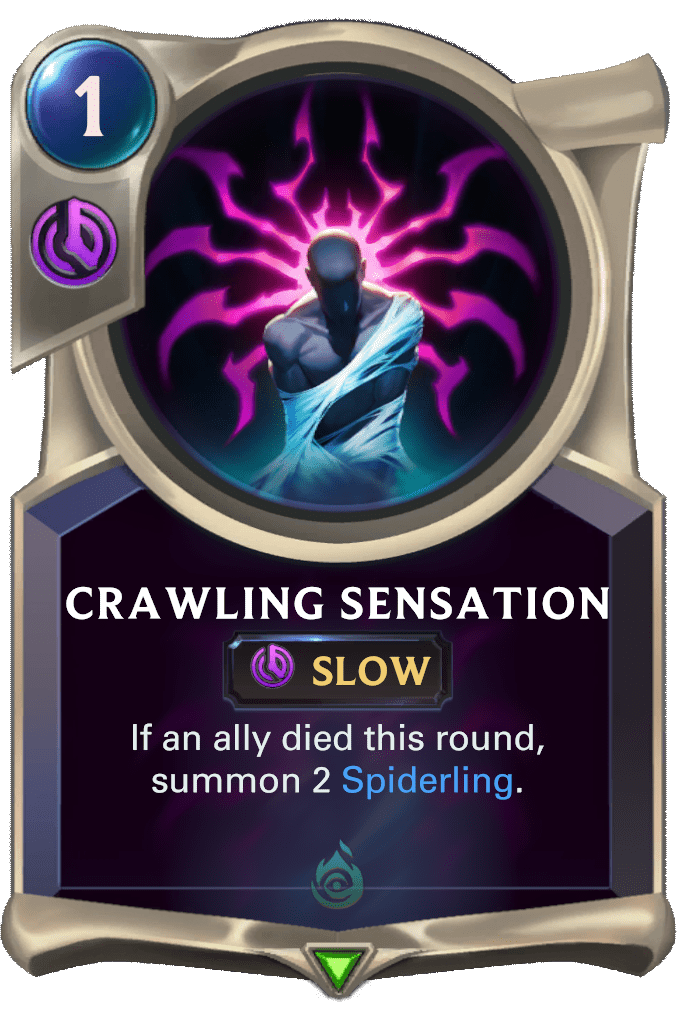 1
CRAWLING SENSATION
SLOW
If an ally died this round,
summon 2 Spiderling.